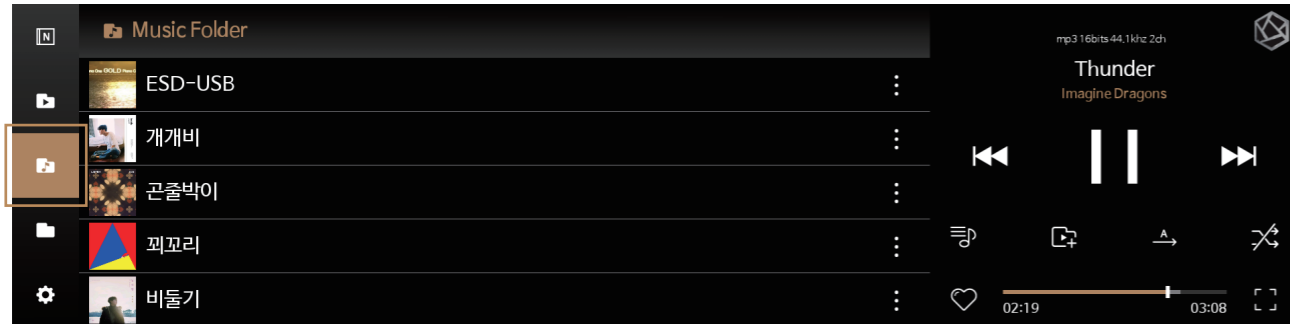 Music Folder
ESD-USB
개개비
곤줄박이
꾀꼬리
비둘기
mp3 16bits 44,1khz 2ch
Thunder
Imagine Dragons
A
02:19
03:08
N